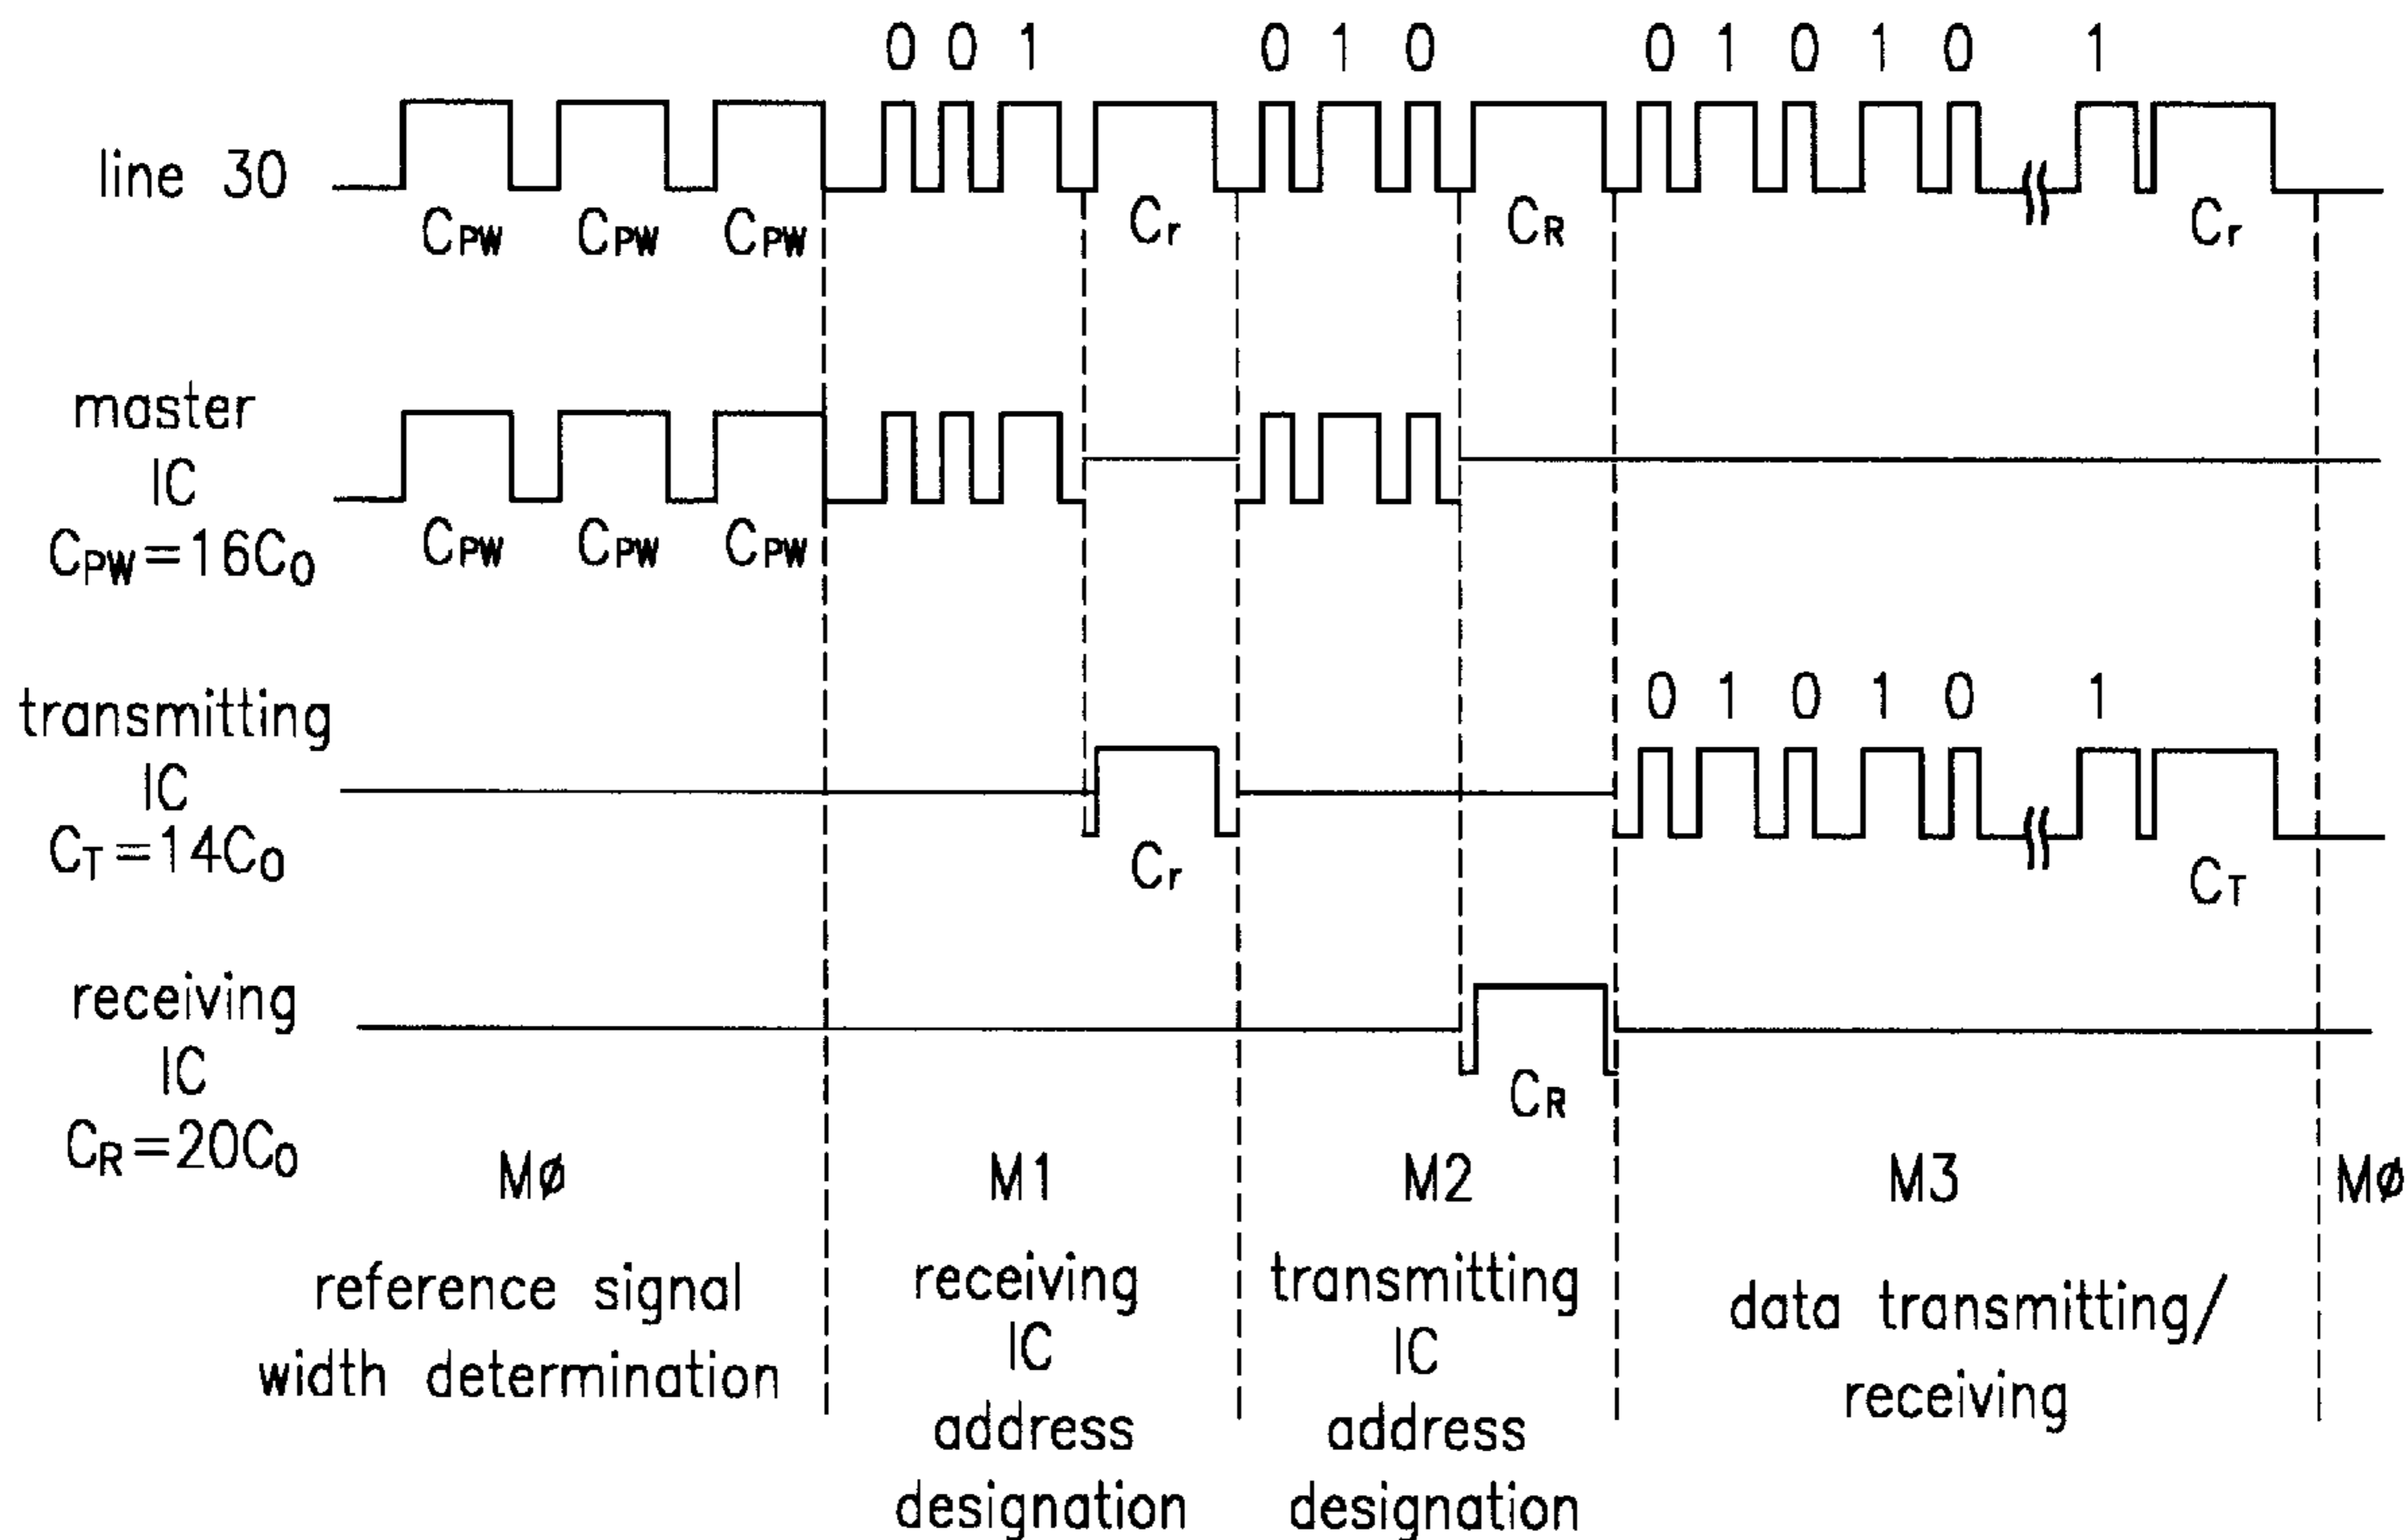 0 0 1 0 1 0 0 1 0 1 0 1
line 30
CPW CPW CPW Cr CR Cr
master
IC
CPW=16C0
CPW CPW CPW
transmitting
IC
CT=14C0
0 1 0 1 0 1
Cr CT
receiving
IC
CR=20C0
CR
MØ M1 M2 M3 MØ
reference signal
width determination
receiving
IC
address
designation
transmitting
IC
address
designation
data transmitting/
receiving